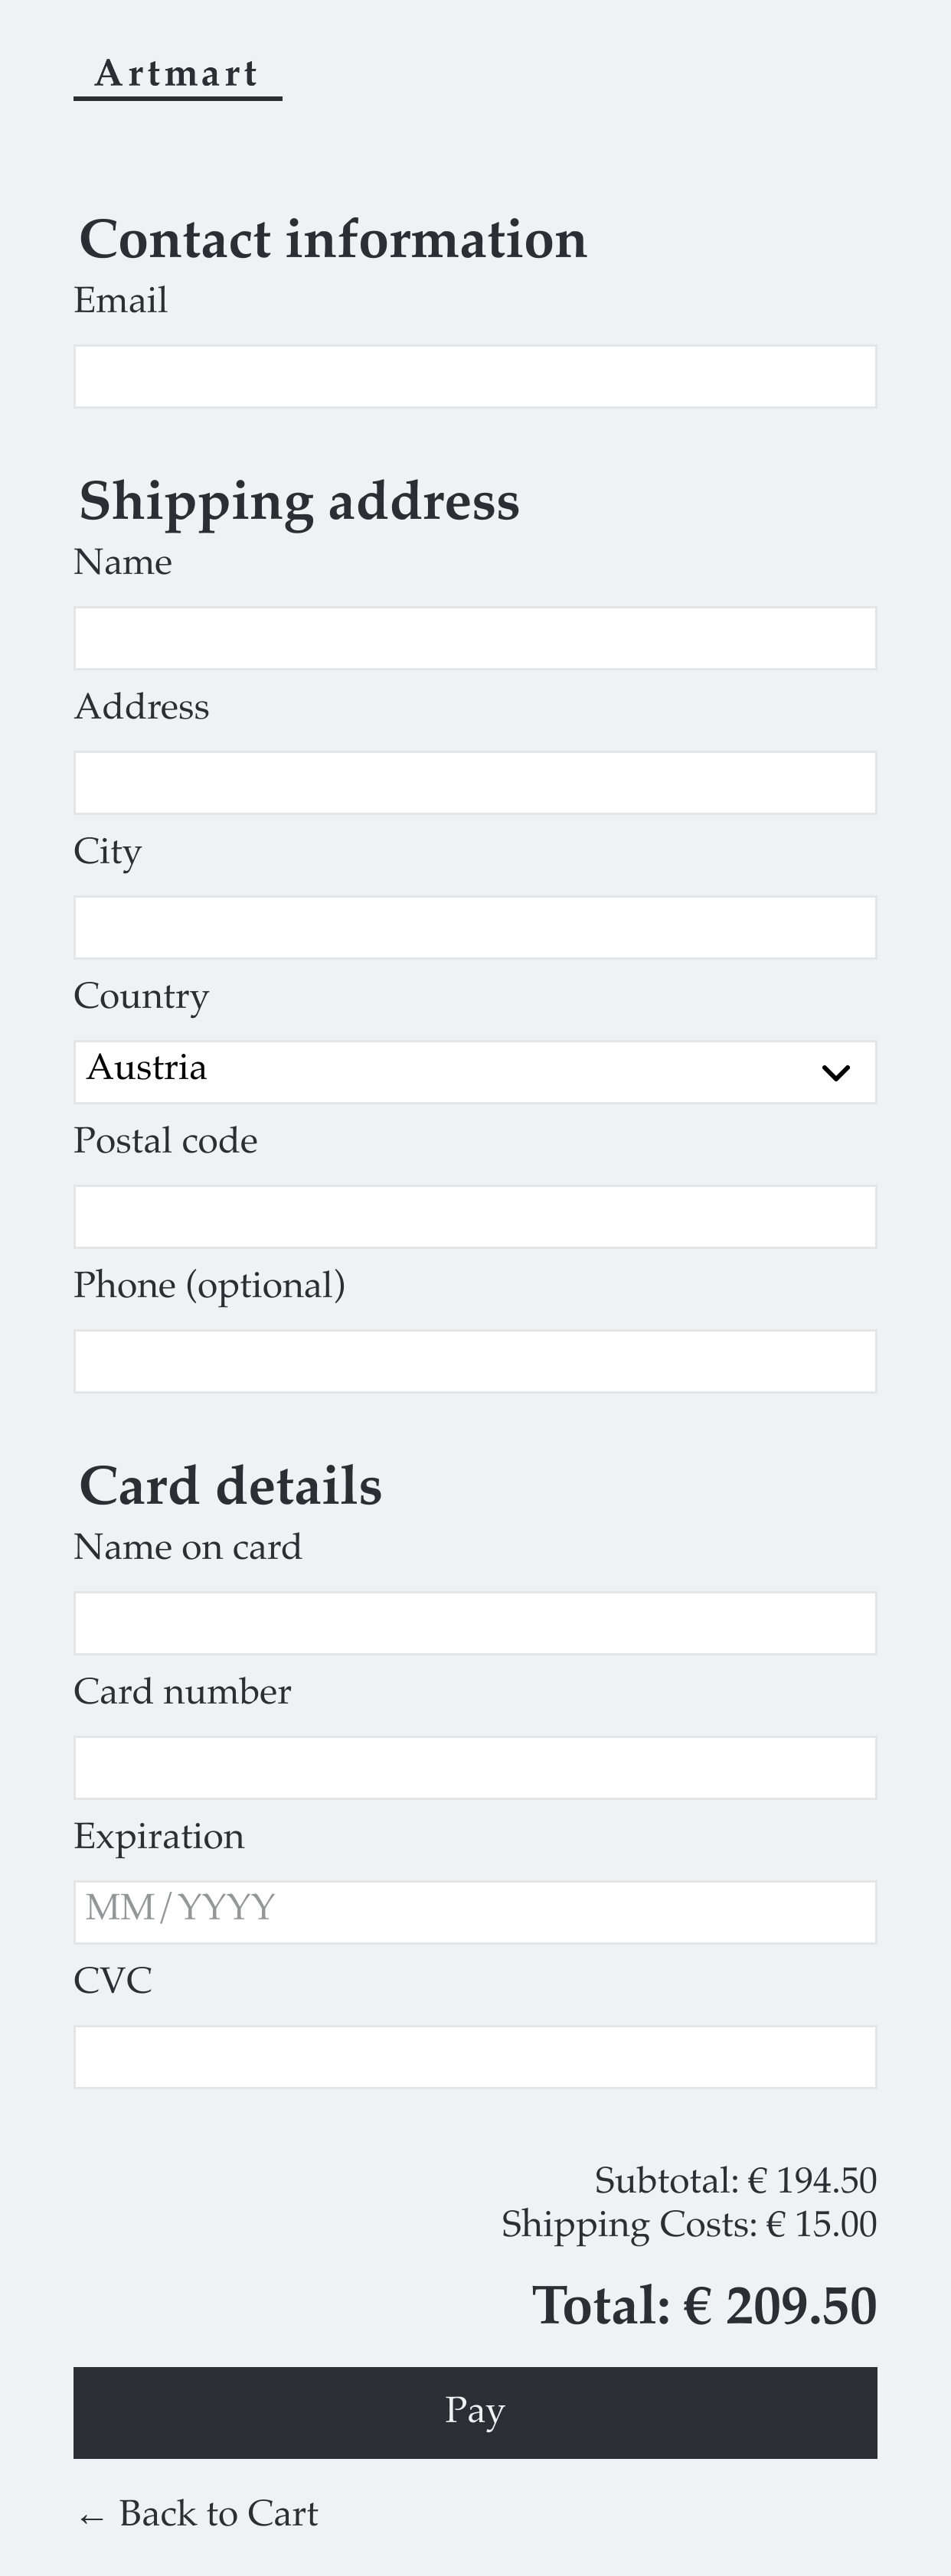 Artmart
Contact information
Email
Shipping address
Name
Address
City
Country
Austria
Postal code
Phone (optional)
Card details
Name on card
Card number
Expiration
MM/YYYY
CVC
Subtotal: € 194.50
Shipping Costs: € 15.00
Total: € 209.50
Pay
← Back to Cart